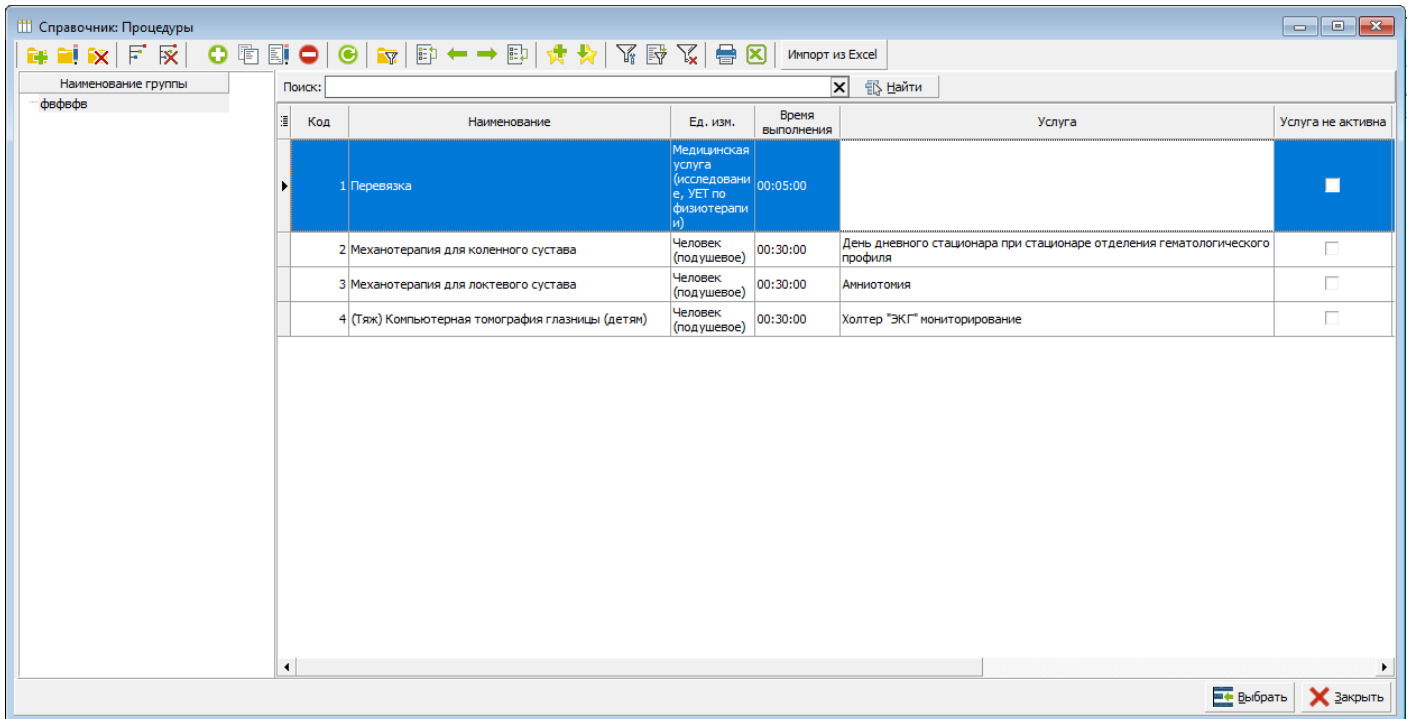 Справочник: Процедуры
Импорт из Excel
Наименование группы
фвфвфв
Поиск:
Найти
Код Наименование Ед. изм. Время выполнения Услуга Услуга не активна
1 Перевязка Медицинская услуга (исследовани е, УЕТ по физиотерапи и) 00:05:00
2 Механотерапия для коленного сустава Человек (подушевое) 00:30:00 День дневного стационара при стационаре отделения гематологического профиля
3 Механотерапия для локтевого сустава Человек (подушевое) 00:30:00 Амниотомия
4 (Тяж) Компьютерная томография глазницы (детям) Человек (подушевое) 00:30:00 Холтер "ЭКГ" мониторирование
Выбрать Закрыть